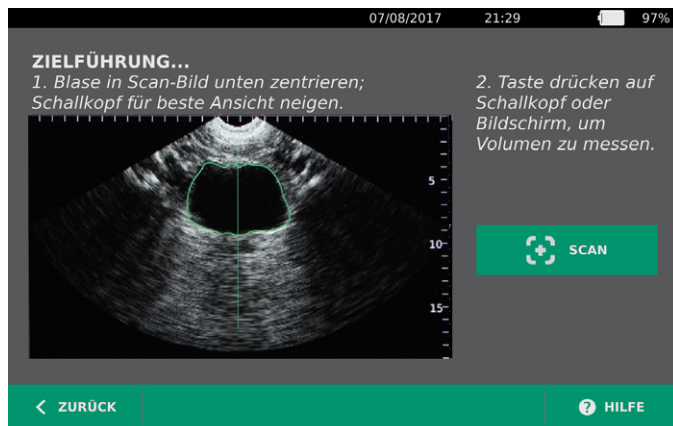 07/08/2017 21:29 97%
ZIELFÜHRUNG...
1. Blase in Scan-Bild unten zentrieren;
Schallkopf für beste Ansicht neigen.
2. Taste drücken auf
Schallkopf oder
Bildschirm, um
Volumen zu messen.
5
10
15
SCAN
ZURÜCK
? HILFE